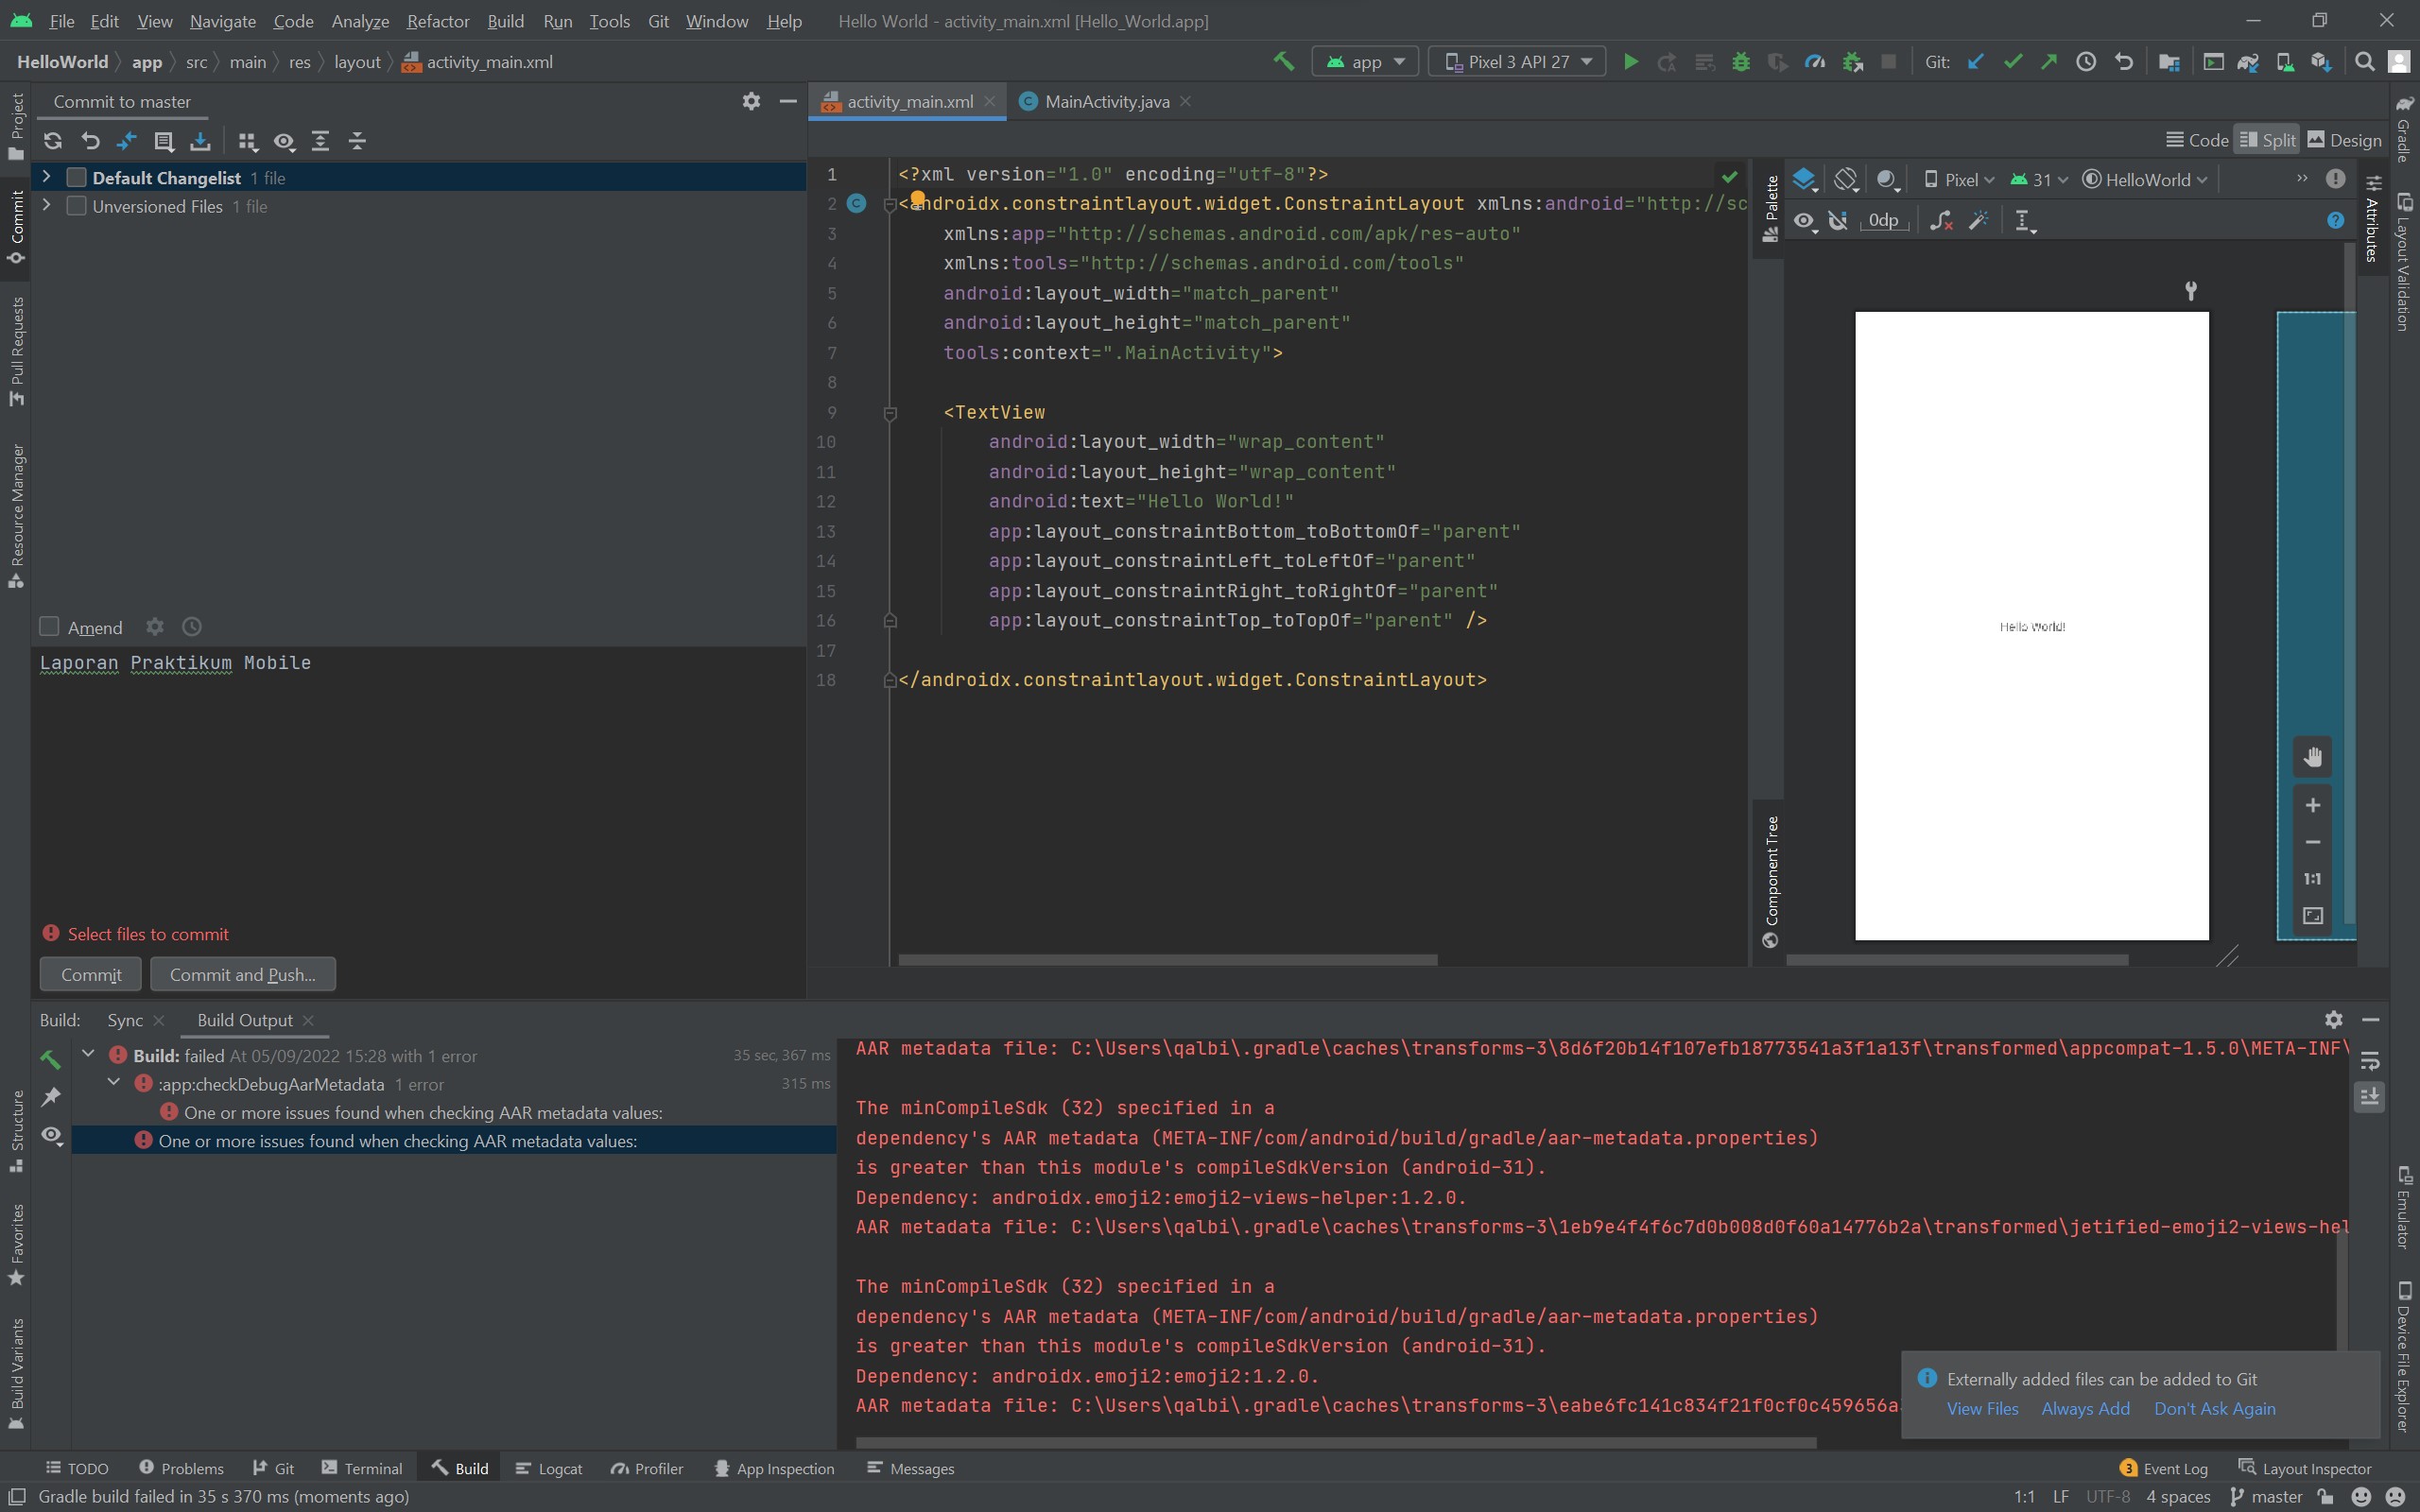 File Edit View Navigate Code Analyze Refactor Build Run Tools Git Window Help Hello World - activity_main.xml [Hello_World.app]
HelloWorld app src main res layout activity_main.xml app Pixel 3 API 27 Git:
Commit to master
activity_main.xml MainActivity.java
Code Split Design
Default Changelist 1 file
Unversioned Files 1 file
Amend
Laporan Praktikum Mobile
Select files to commit
Commit Commit and Push...
1 <?xml version="1.0" encoding="utf-8"?>
2 <androidx.constraintlayout.widget.ConstraintLayout xmlns:android="http://sc
3 xmlns:app="http://schemas.android.com/apk/res-auto"
4 xmlns:tools="http://schemas.android.com/tools"
5 android:layout_width="match_parent"
6 android:layout_height="match_parent"
7 tools:context=".MainActivity">
8
9 <TextView
10 android:layout_width="wrap_content"
11 android:layout_height="wrap_content"
12 android:text="Hello World!"
13 app:layout_constraintBottom_toBottomOf="parent"
14 app:layout_constraintLeft_toLeftOf="parent"
15 app:layout_constraintRight_toRightOf="parent"
16 app:layout_constraintTop_toTopOf="parent" />
17
18 </androidx.constraintlayout.widget.ConstraintLayout>
Palette
Component Tree
Pixel 31 HelloWorld
0dp
Hello World!
1:1
Attributes
Project
Commit
Pull Requests
Resource Manager
Structure
Favorites
Build Variants
Gradle
Layout Validation
Emulator
Device File Explorer
Build: Sync Build Output
Build: failed At 05/09/2022 15:28 with 1 error 35 sec, 367 ms
:app:checkDebugAarMetadata 1 error 315 ms
One or more issues found when checking AAR metadata values:
One or more issues found when checking AAR metadata values:
AAR metadata file: C:\Users\qalbi\.gradle\caches\transforms-3\8d6f20b14f107efb18773541a3f1a13f\transformed\appcompat-1.5.0\META-INF\
The minCompileSdk (32) specified in a
dependency's AAR metadata (META-INF/com/android/build/gradle/aar-metadata.properties)
is greater than this module's compileSdkVersion (android-31).
Dependency: androidx.emoji2:emoji2-views-helper:1.2.0.
AAR metadata file: C:\Users\qalbi\.gradle\caches\transforms-3\1eb9e4f4f6c7d0b008d0f60a14776b2a\transformed\jetified-emoji2-views-hel
The minCompileSdk (32) specified in a
dependency's AAR metadata (META-INF/com/android/build/gradle/aar-metadata.properties)
is greater than this module's compileSdkVersion (android-31).
Dependency: androidx.emoji2:emoji2:1.2.0.
AAR metadata file: C:\Users\qalbi\.gradle\caches\transforms-3\eabe6fc141c834f21f0cf0c459656a
Externally added files can be added to Git
View Files Always Add Don't Ask Again
TODO Problems Git Terminal Build Logcat Profiler App Inspection Messages 3 Event Log Layout Inspector
Gradle build failed in 35 s 370 ms (moments ago) 1:1 LF UTF-8 4 spaces master